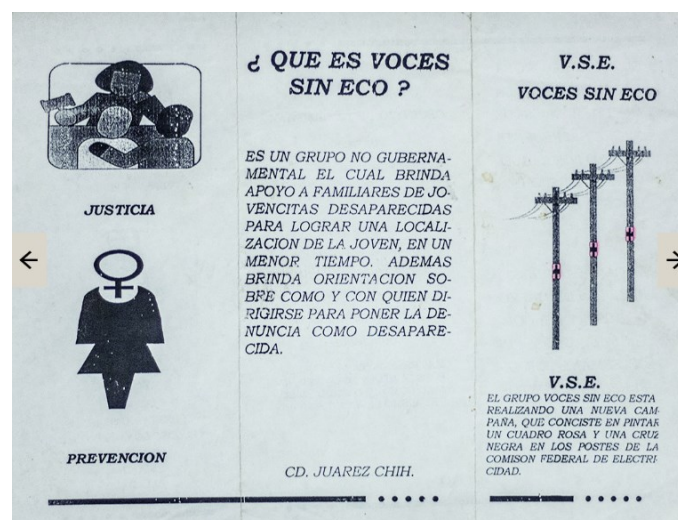 JUSTICIA
PREVENCION
¿ QUE ES VOCES
SIN ECO ?
ES UN GRUPO NO GUBERNA-
MENTAL EL CUAL BRINDA
APOYO A FAMILIARES DE JO-
VENCITAS DESAPARECIDAS
PARA LOGRAR UNA LOCALI-
ZACION DE LA JOVEN, EN UN
MENOR TIEMPO. ADEMAS
BRINDA ORIENTACION SO-
BRE COMO Y CON QUIEN DI-
RIGIRSE PARA PONER LA DE-
NUNCIA COMO DESAPARE-
CIDA.
CD. JUAREZ CHIH.
V.S.E.
VOCES SIN ECO
V.S.E.
EL GRUPO VOCES SIN ECO ESTA
REALIZANDO UNA NUEVA CAM-
PAÑA, QUE CONCISTE EN PINTAR
UN CUADRO ROSA Y UNA CRUZ
NEGRA EN LOS POSTES DE LA
COMISON FEDERAL DE ELECTRI-
CIDAD.